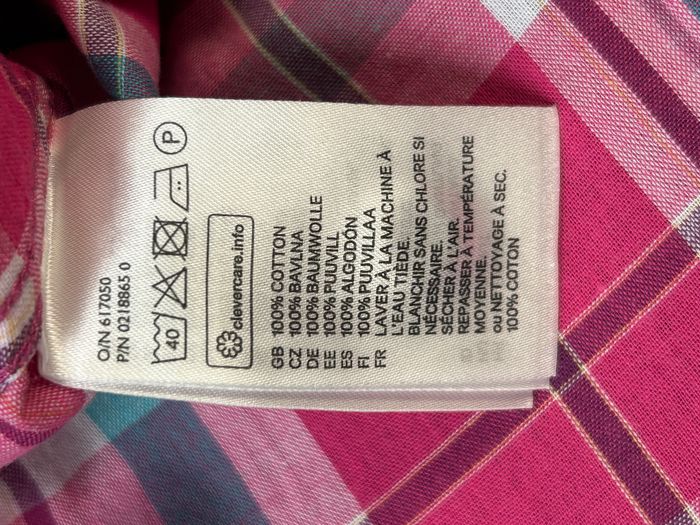 O/N 617050
P/N 0218865 0
40 P
clevercare.info
GB 100% COTTON
CZ 100% BAVLNA
DE 100% BAUMWOLLE
EE 100% PUUVILL
ES 100% ALGODÓN
FI 100% PUUVILLAA
FR LAVER À LA MACHINE À
L'EAU TIÈDE.
BLANCHIR SANS CHLORE SI
NÉCESSAIRE.
SÉCHER À L'AIR.
REPASSER À TEMPÉRATURE
MOYENNE.
ou NETTOYAGE À SEC.
100% COTON